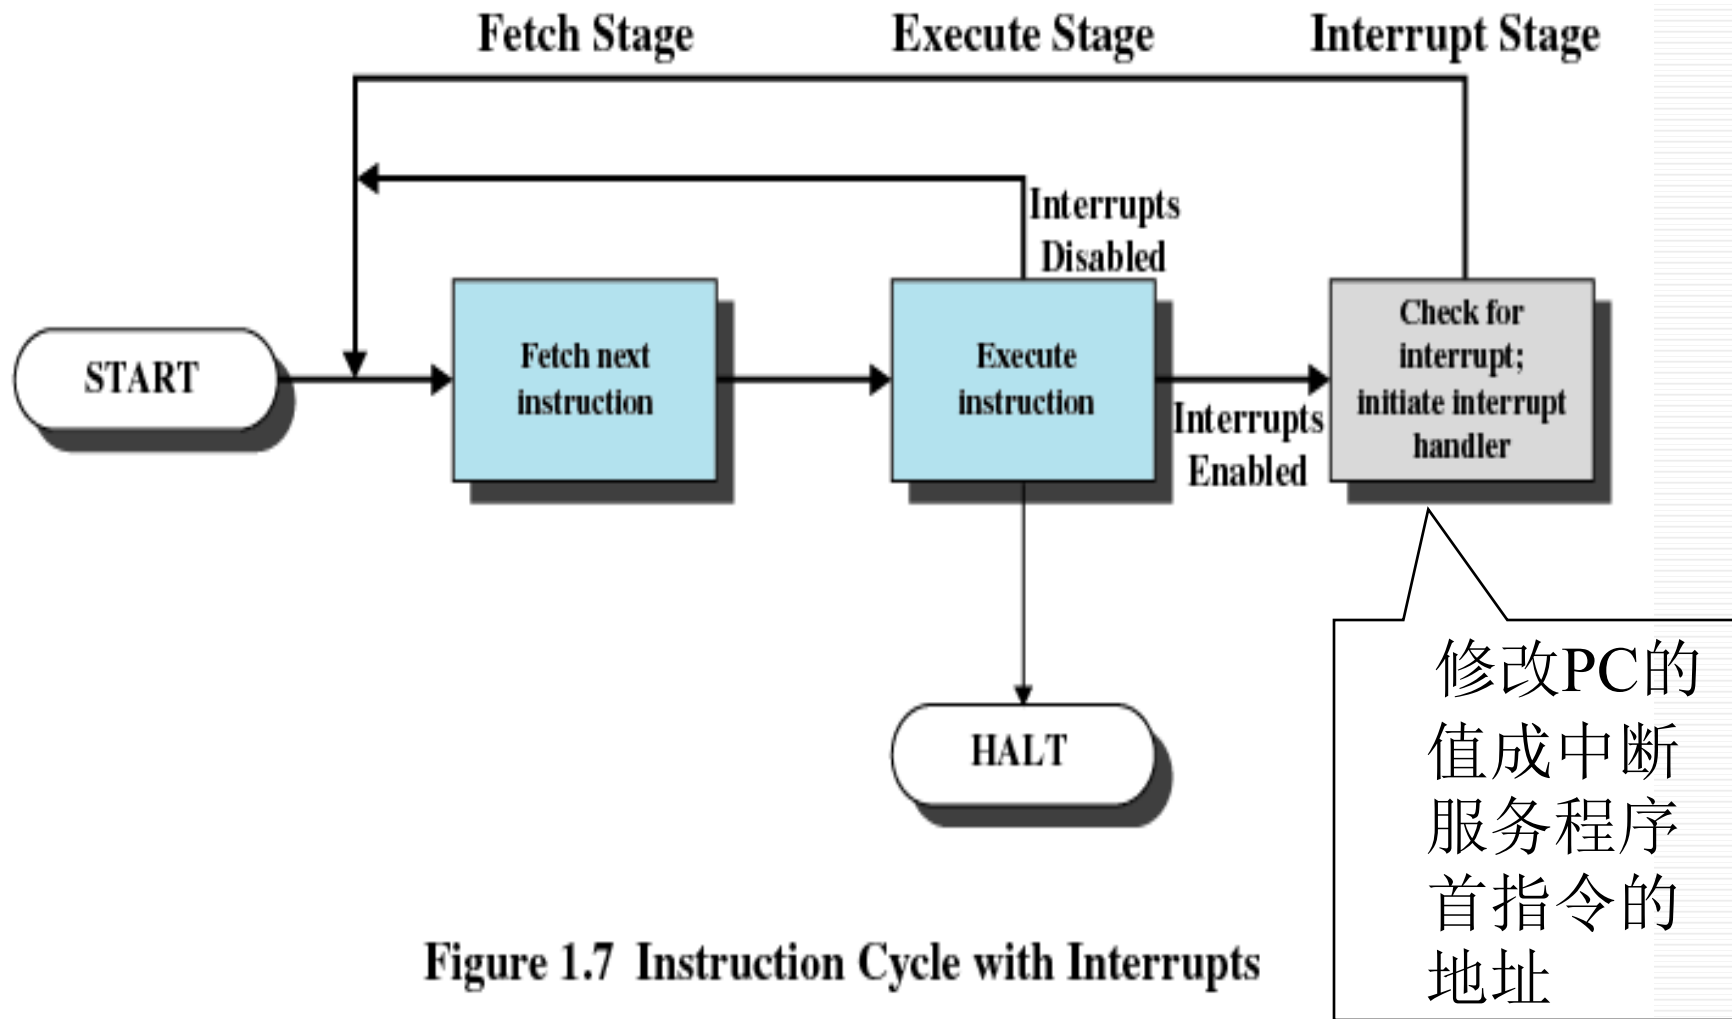 Fetch Stage
Execute Stage
Interrupt Stage
Interrupts
Disabled
START
Fetch next
instruction
Execute
instruction
Interrupts
Enabled
Check for
interrupt;
initiate interrupt
handler
HALT
修改PC的
值成中断
服务程序
首指令的
地址
Figure 1.7 Instruction Cycle with Interrupts